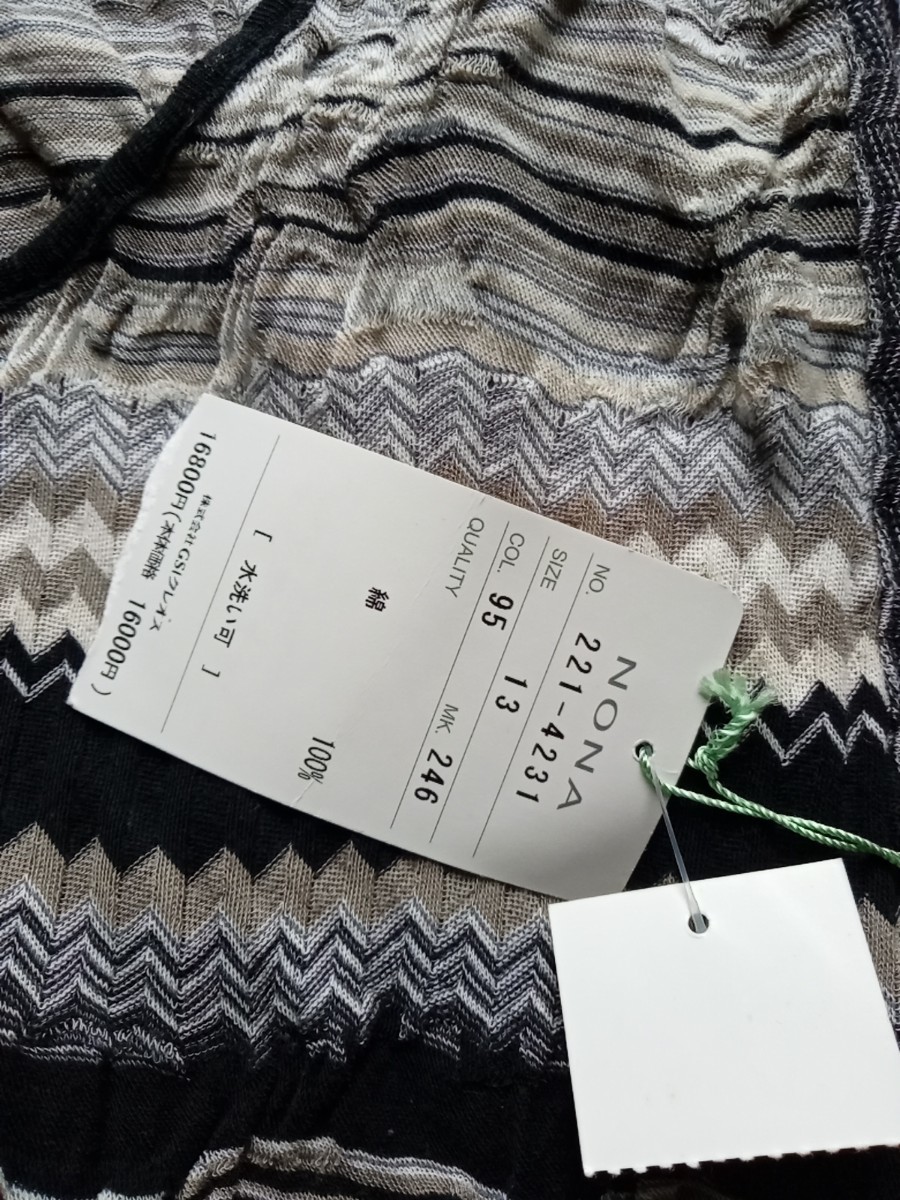 NONA
NO. 221-4231
SIZE 13
COL. 95 MK. 246
QUALITY
綿 100%
[ 水洗い可 ]
株式会社GSIクレイズ
16800円(本体価格 16000円)